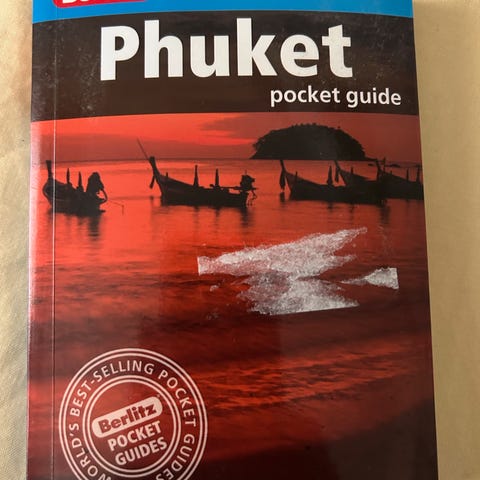 Phuket
pocket guide
WORLD'S BEST-SELLING POCKET GUIDES
Berlitz
POCKET
GUIDES